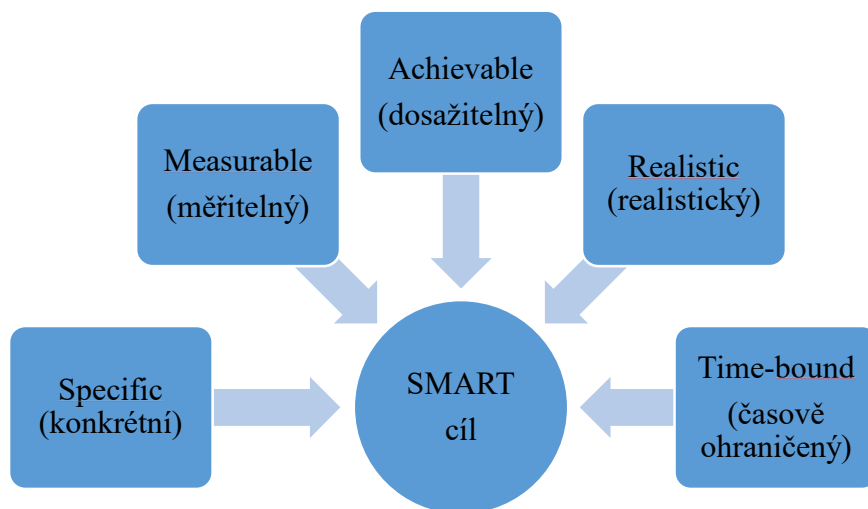 Specific
(konkrétní)
Measurable
(měřitelný)
Achievable
(dosažitelný)
Realistic
(realistický)
Time-bound
(časově
ohraničený)
SMART
cíl